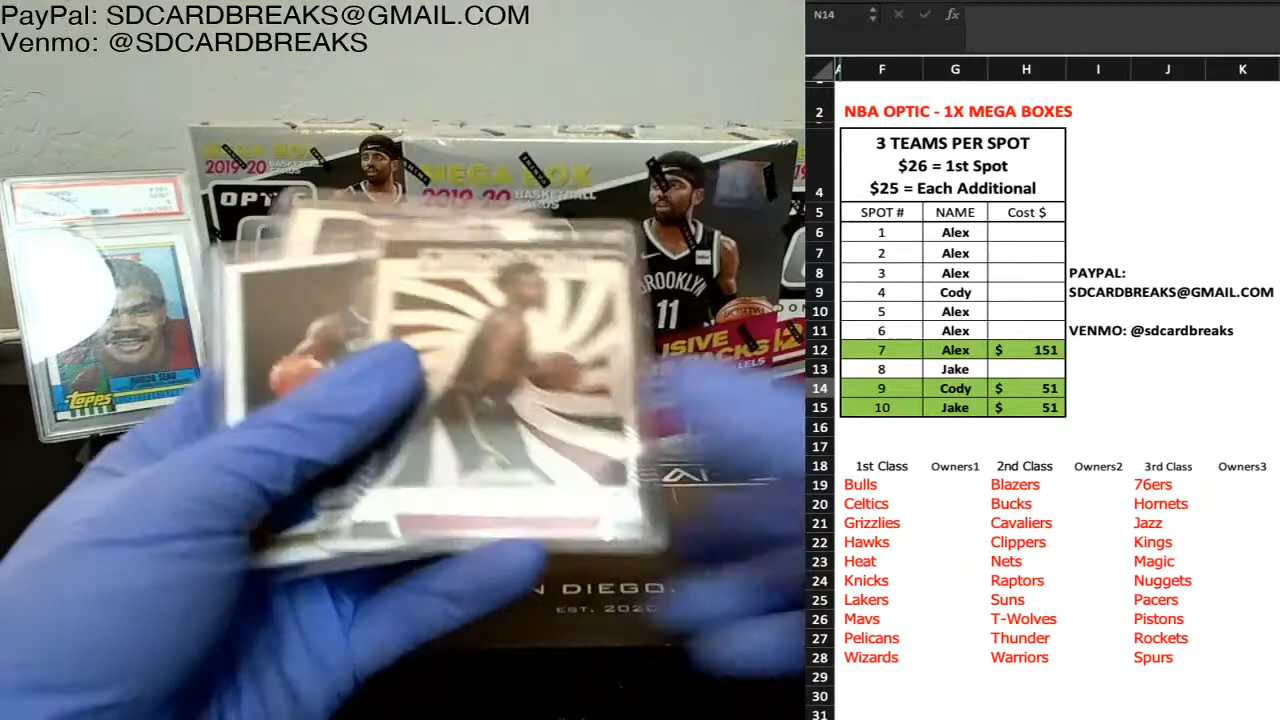 PayPal: SDCARDBREAKS@GMAIL.COM
Venmo: @SDCARDBREAKS
MEGA BOX
2019-20 BASKETBALL CARDS
OPTIC
MEGA BOX
2019-20 BASKETBALL CARDS
BROOKLYN
11
Topps
N DIEGO.
EST. 2020
N14
fx
F G H I J K
2 NBA OPTIC - 1X MEGA BOXES
3 TEAMS PER SPOT
$26 = 1st Spot
4 $25 = Each Additional
5 SPOT # NAME Cost $
6 1 Alex
7 2 Alex
8 3 Alex PAYPAL:
9 4 Cody SDCARDBREAKS@GMAIL.COM
10 5 Alex
11 6 Alex VENMO: @sdcardbreaks
12 7 Alex $ 151
13 8 Jake
14 9 Cody $ 51
15 10 Jake $ 51
16
17
18 1st Class Owners1 2nd Class Owners2 3rd Class Owners3
19 Bulls Blazers 76ers
20 Celtics Bucks Hornets
21 Grizzlies Cavaliers Jazz
22 Hawks Clippers Kings
23 Heat Nets Magic
24 Knicks Raptors Nuggets
25 Lakers Suns Pacers
26 Mavs T-Wolves Pistons
27 Pelicans Thunder Rockets
28 Wizards Warriors Spurs
29
30
31